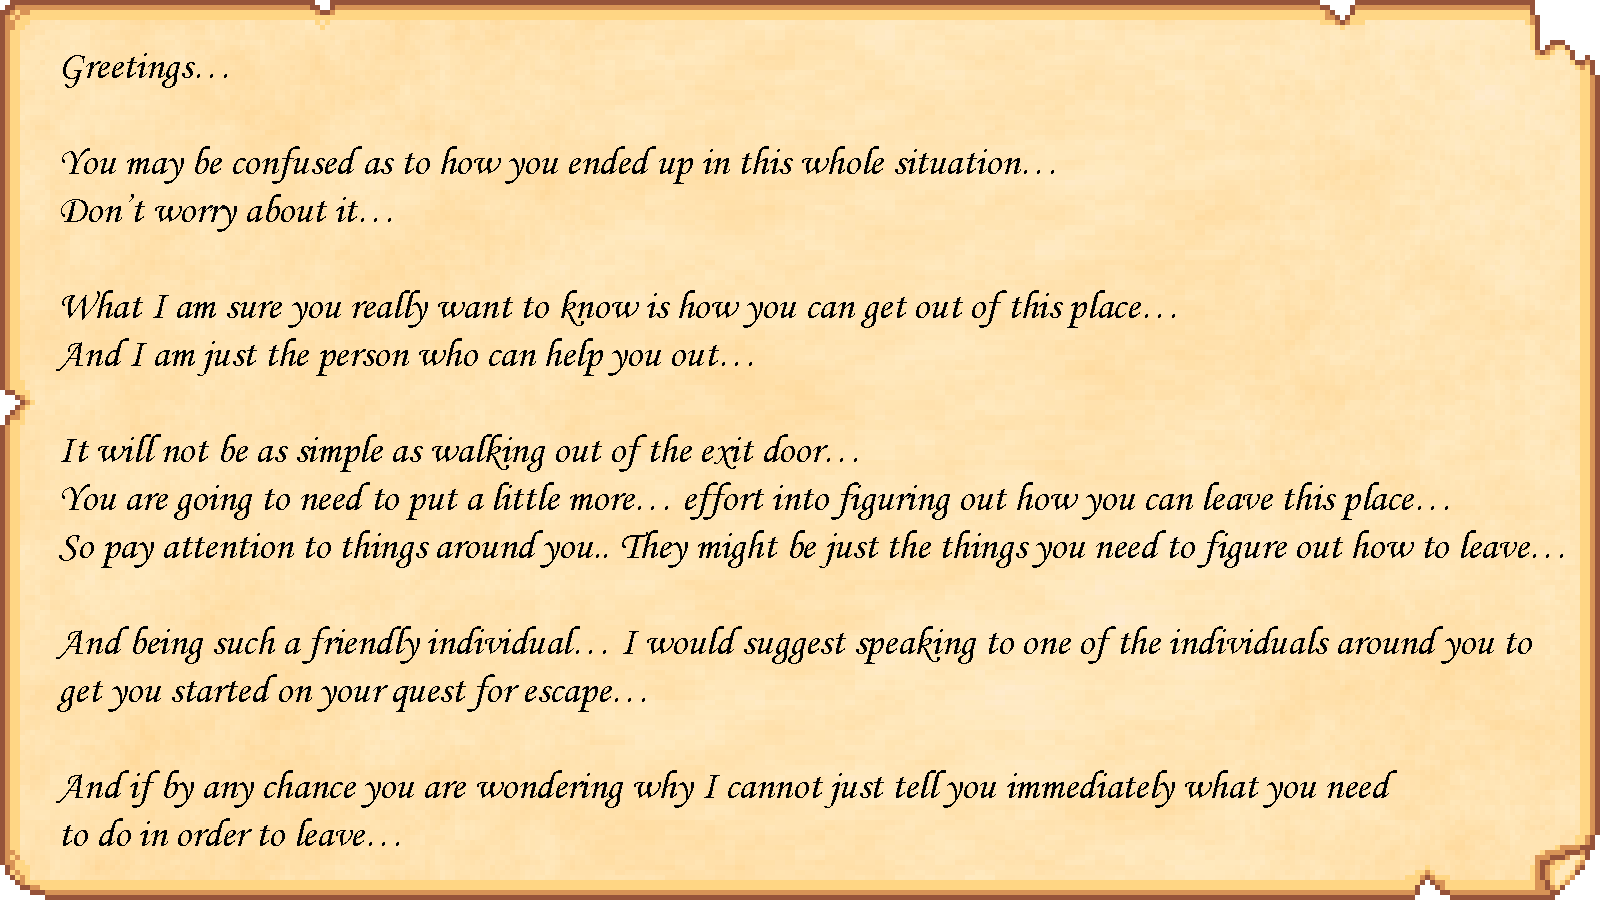 Greetings…
You may be confused as to how you ended up in this whole situation…
Don’t worry about it…
What I am sure you really want to know is how you can get out of this place…
And I am just the person who can help you out…
It will not be as simple as walking out of the exit door…
You are going to need to put a little more… effort into figuring out how you can leave this place…
So pay attention to things around you.. They might be just the things you need to figure out how to leave…
And being such a friendly individual… I would suggest speaking to one of the individuals around you to
get you started on your quest for escape…
And if by any chance you are wondering why I cannot just tell you immediately what you need
to do in order to leave…